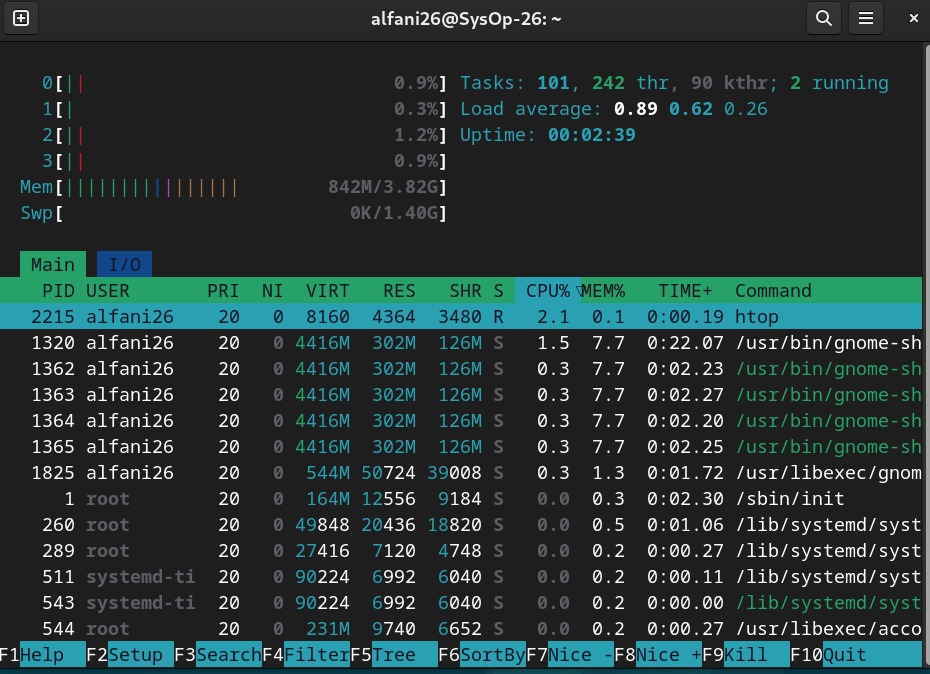 alfani26@SysOp-26: ~
0[|| 0.9%] Tasks: 101, 242 thr, 90 kthr; 2 running
1[| 0.3%] Load average: 0.89 0.62 0.26
2[|| 1.2%] Uptime: 00:02:39
3[|| 0.9%]
Mem[|||||||||||||||| 842M/3.82G]
Swp[ 0K/1.40G]
Main I/O
PID USER PRI NI VIRT RES SHR S CPU%▽MEM% TIME+ Command
2215 alfani26 20 0 8160 4364 3480 R 2.1 0.1 0:00.19 htop
1320 alfani26 20 0 4416M 302M 126M S 1.5 7.7 0:22.07 /usr/bin/gnome-sh
1362 alfani26 20 0 4416M 302M 126M S 0.3 7.7 0:02.23 /usr/bin/gnome-sh
1363 alfani26 20 0 4416M 302M 126M S 0.3 7.7 0:02.27 /usr/bin/gnome-sh
1364 alfani26 20 0 4416M 302M 126M S 0.3 7.7 0:02.20 /usr/bin/gnome-sh
1365 alfani26 20 0 4416M 302M 126M S 0.3 7.7 0:02.25 /usr/bin/gnome-sh
1825 alfani26 20 0 544M 50724 39008 S 0.3 1.3 0:01.72 /usr/libexec/gnom
1 root 20 0 164M 12556 9184 S 0.0 0.3 0:02.30 /sbin/init
260 root 20 0 49848 20436 18820 S 0.0 0.5 0:01.06 /lib/systemd/syst
289 root 20 0 27416 7120 4748 S 0.0 0.2 0:00.27 /lib/systemd/syst
511 systemd-ti 20 0 90224 6992 6040 S 0.0 0.2 0:00.11 /lib/systemd/syst
543 systemd-ti 20 0 90224 6992 6040 S 0.0 0.2 0:00.00 /lib/systemd/syst
544 root 20 0 231M 9740 6652 S 0.0 0.2 0:00.27 /usr/libexec/acco
F1Help F2Setup F3SearchF4FilterF5Tree F6SortByF7Nice -F8Nice +F9Kill F10Quit